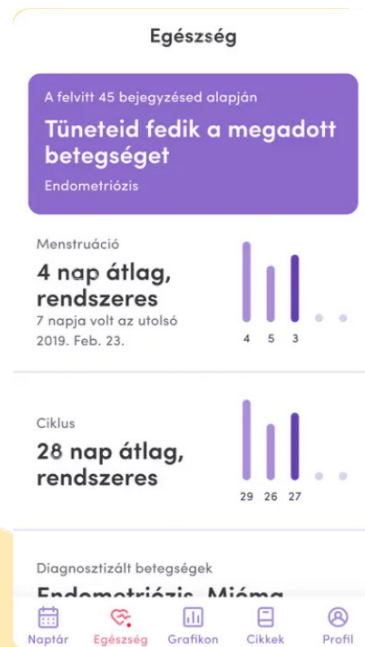 Egészség
A felvitt 45 bejegyzésed alapján
Tüneteid fedik a megadott
betegséget
Endometriózis
Menstruáció
4 nap átlag,
rendszeres
7 napja volt az utolsó
2019. Feb. 23.
4 5 3
Ciklus
28 nap átlag,
rendszeres
29 26 27
Diagnosztizált betegségek
Endometriózis, Mióma
Naptár Egészség Grafikon Cikkek Profil